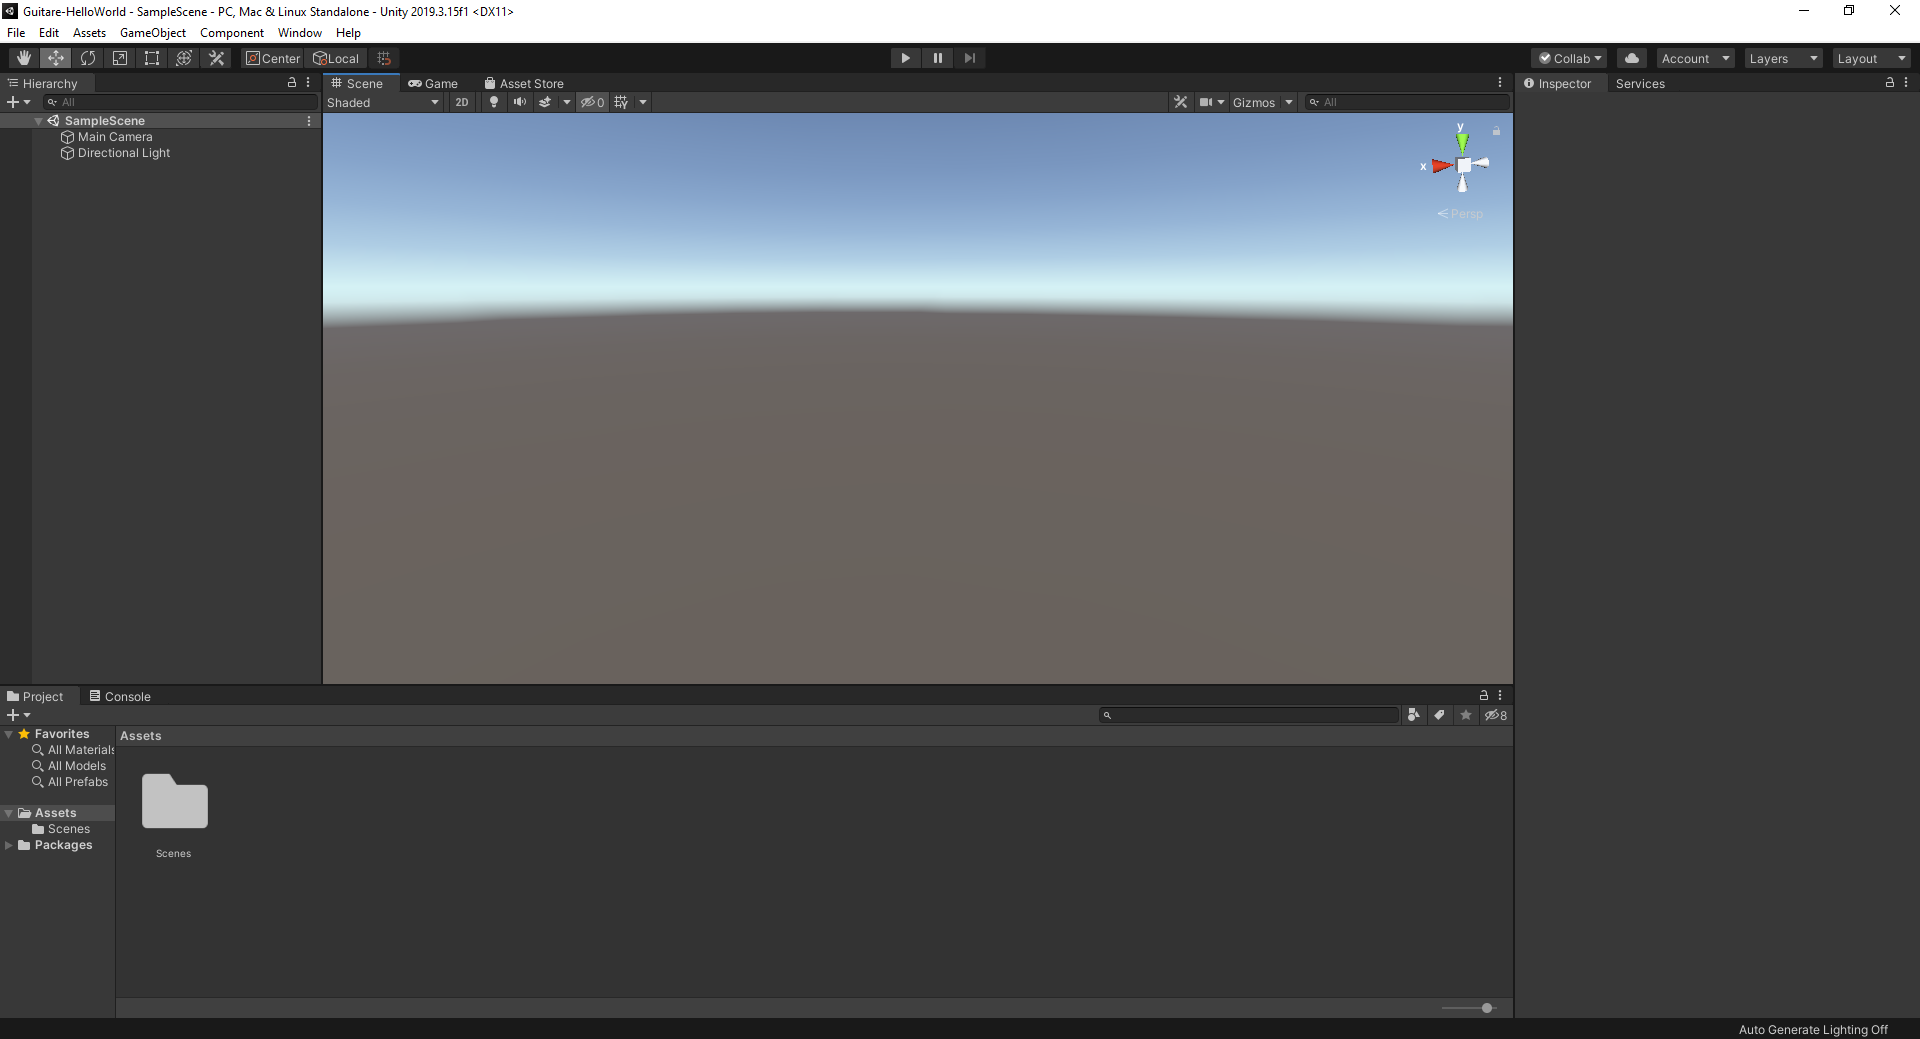 Guitare-HelloWorld - SampleScene - PC, Mac & Linux Standalone - Unity 2019.3.15f1 <DX11>
File Edit Assets GameObject Component Window Help
Center Local Collab Account Layers Layout
Hierarchy Scene Game Asset Store Inspector Services
All Shaded 2D 0 Gizmos All
SampleScene
Main Camera
Directional Light
y
x
Persp
Project Console
8
Favorites Assets
All Materials
All Models
All Prefabs
Assets
Scenes
Packages
Scenes
Auto Generate Lighting Off